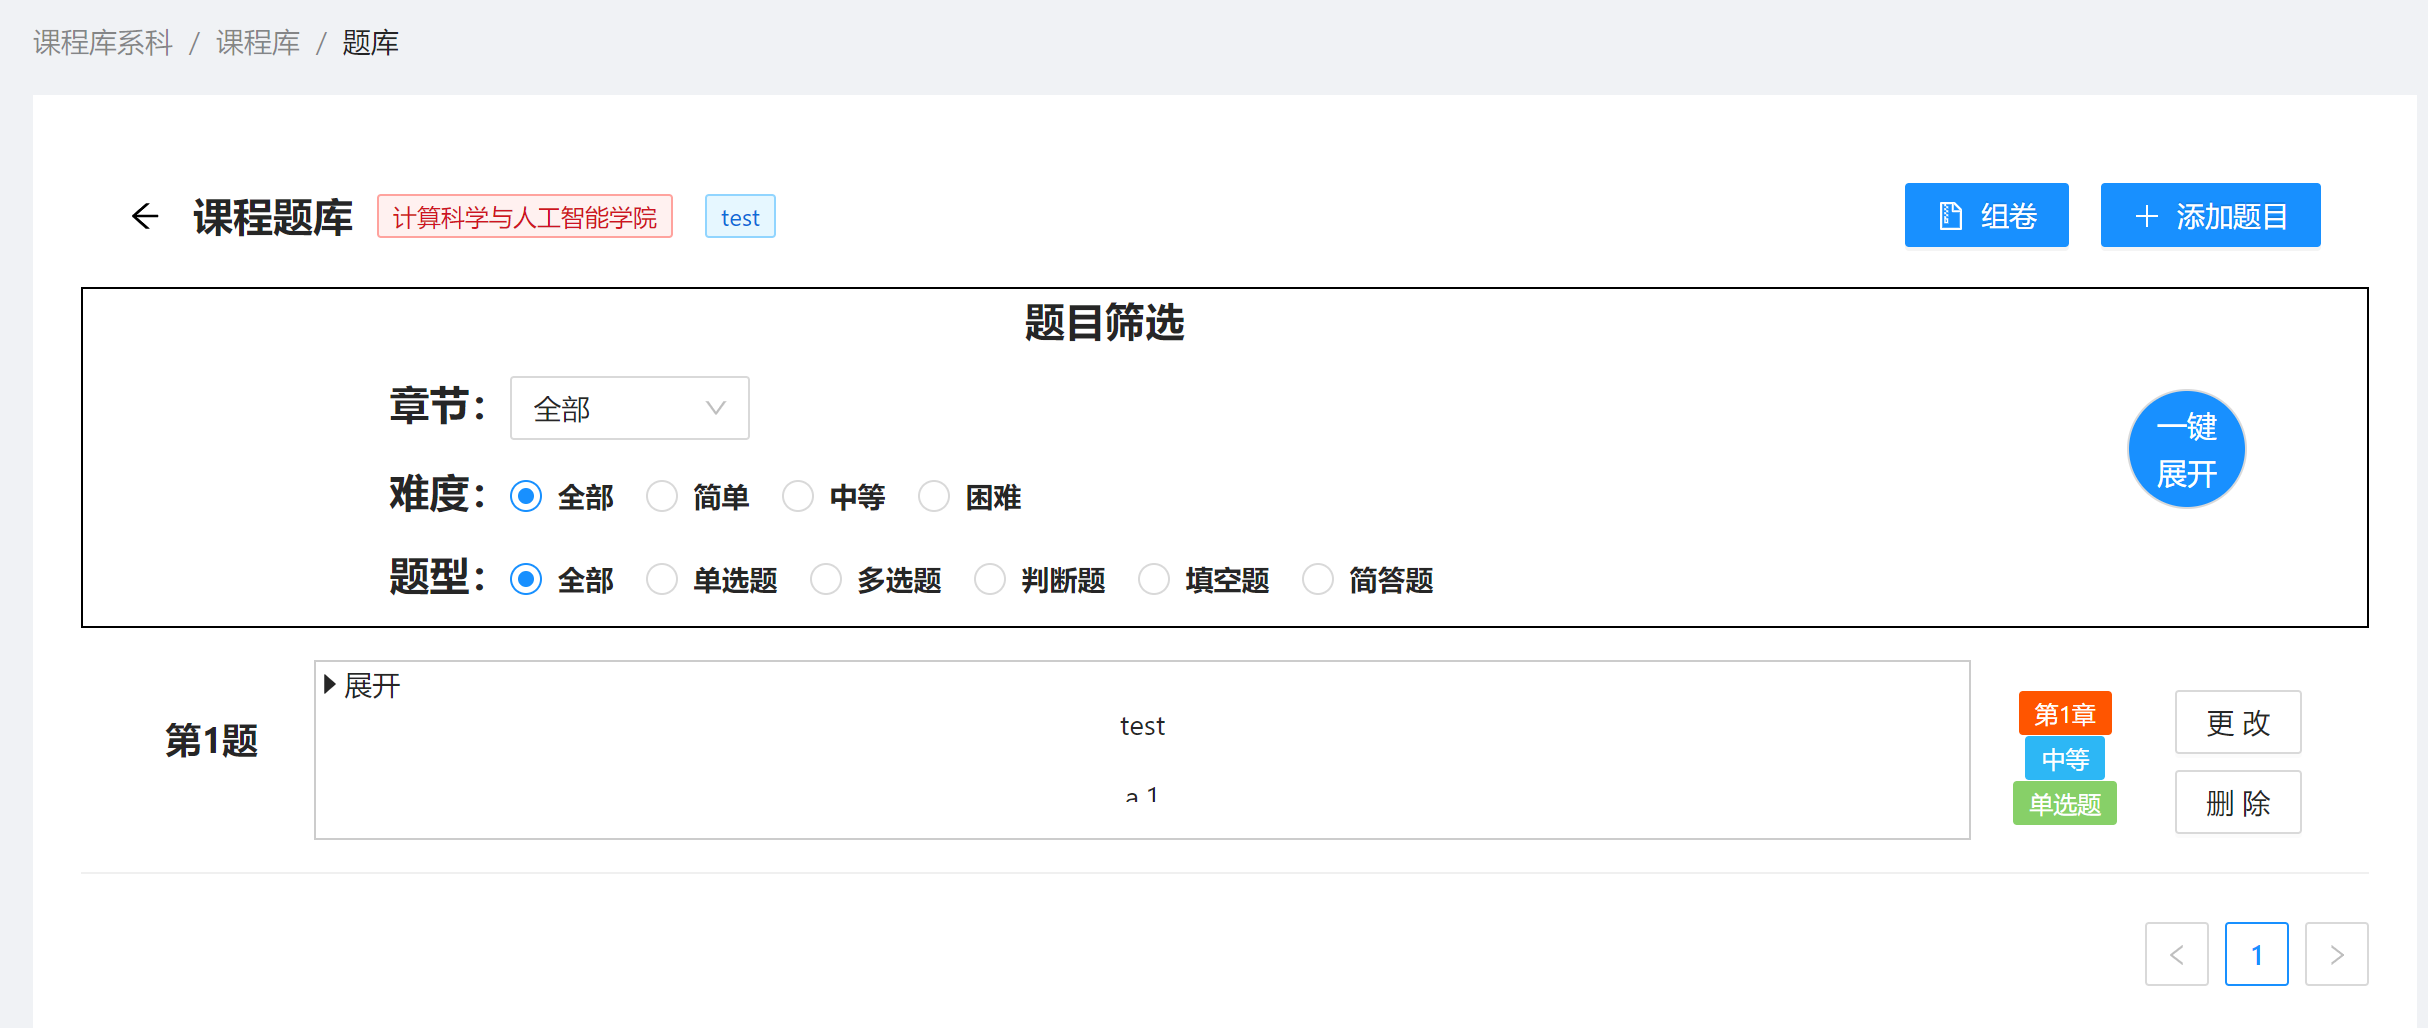 课程库系科 / 课程库 / 题库
课程题库 计算科学与人工智能学院 test
组卷 添加题目
题目筛选
章节： 全部
难度： 全部 简单 中等 困难
题型： 全部 单选题 多选题 判断题 填空题 简答题
一键
展开
第1题
展开
test
a 1
第1章
中等
单选题
更 改
删 除
< 1 >